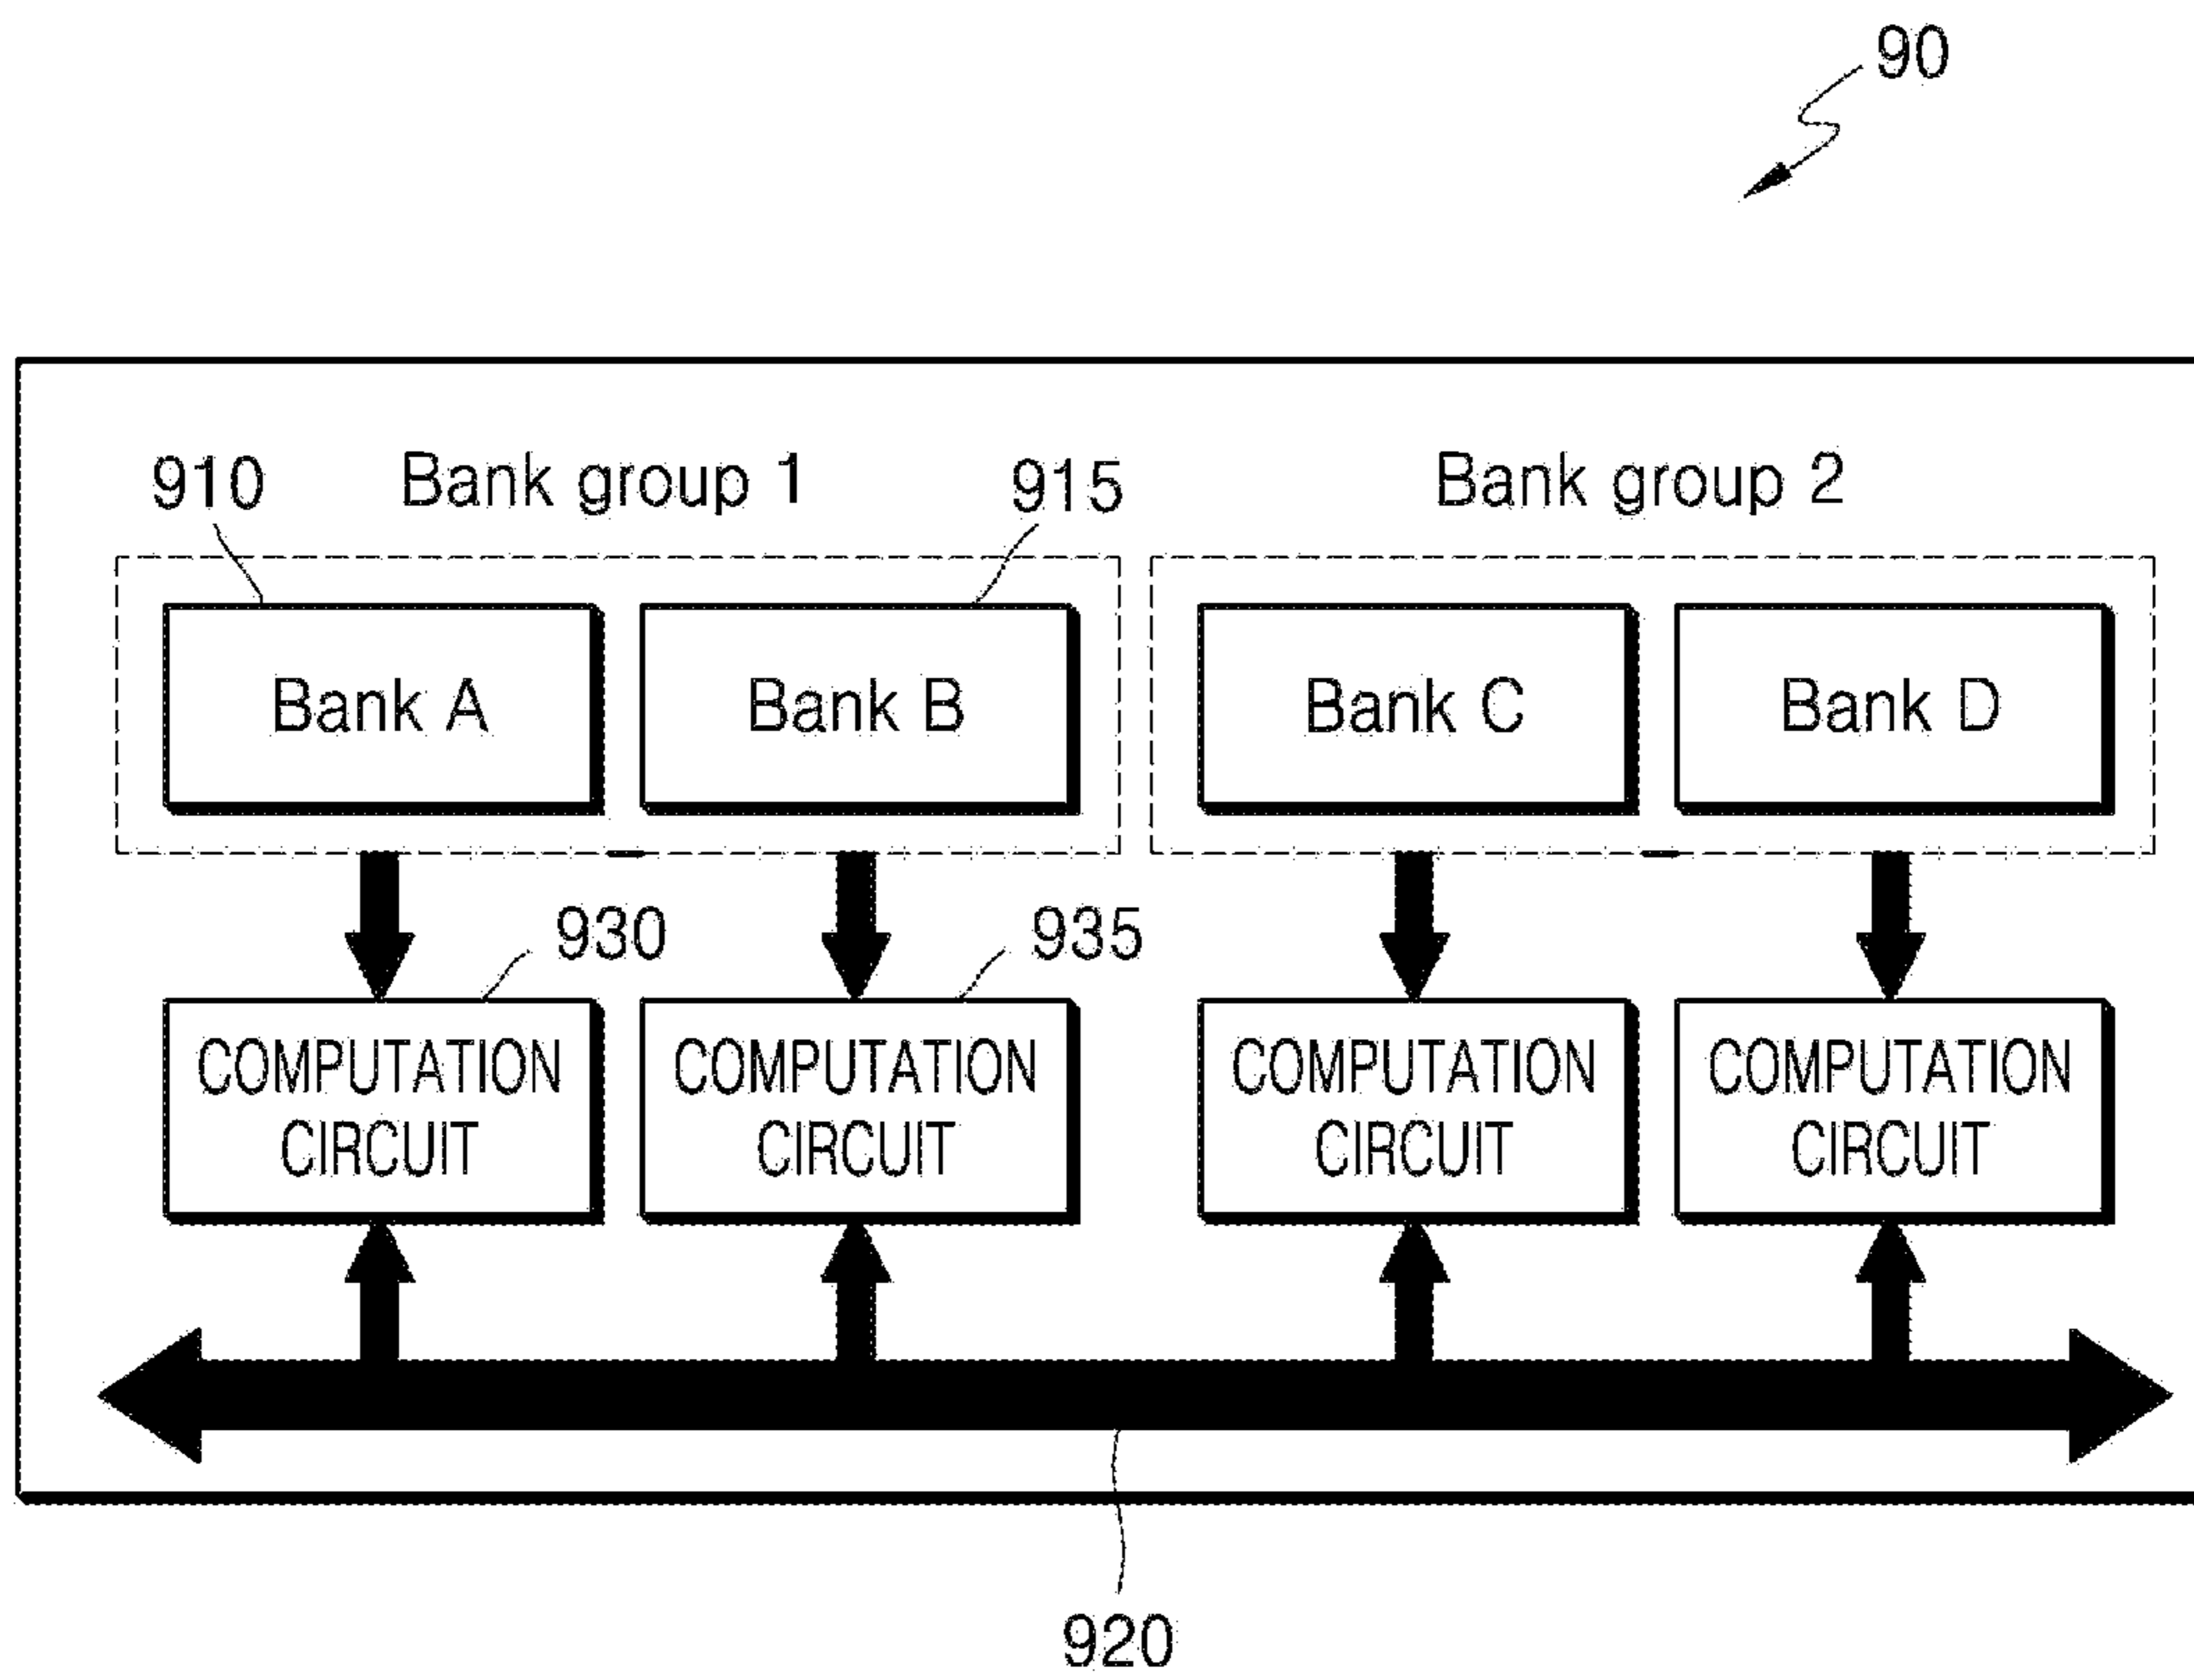 90
910
Bank group 1
915
Bank group 2
Bank A
Bank B
Bank C
Bank D
930
935
COMPUTATION
CIRCUIT
COMPUTATION
CIRCUIT
COMPUTATION
CIRCUIT
COMPUTATION
CIRCUIT
920